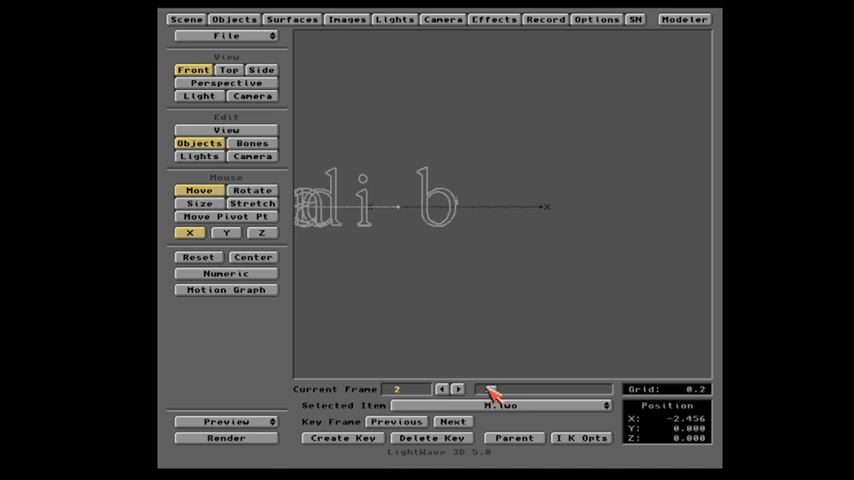 Scene Objects Surfaces Images Lights Camera Effects Record Options SN Modeler
File
View
Front Top Side
Perspective
Light Camera
Edit
View
Objects Bones
Lights Camera
Mouse
Move Rotate
Size Stretch
Move Pivot Pt
X Y Z
Reset Center
Numeric
Motion Graph
Preview
Render
d i b
X
Current Frame 2
Selected Item M.lwo
Key Frame Previous Next
Create Key Delete Key Parent I K Opts
LightWave 3D 5.0
Grid: 0.2
Position
X: -2.456
Y: 0.000
Z: 0.000